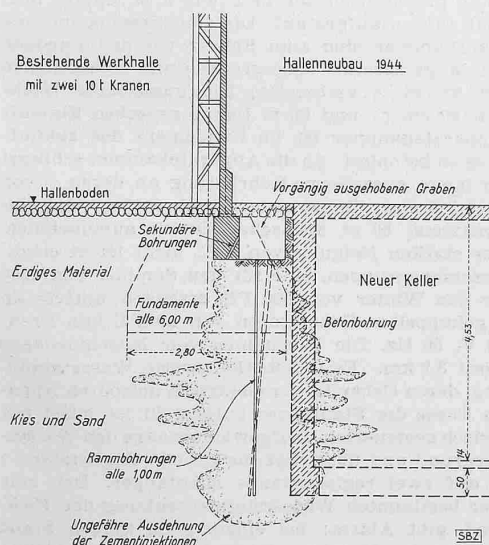 Bestehende Werkhalle
mit zwei 10 t Kranen
Hallenneubau 1944
Hallenboden
Vorgängig ausgehobener Graben
Sekundäre
Bohrungen
Erdiges Material
Neuer Keller
Fundamente
alle 6,00 m
Betonbohrung
2,80
4,53
Kies und Sand
Rammbohrungen
alle 1,00 m
14
50
Ungefähre Ausdehnung
der Zementinjektionen
SBZ